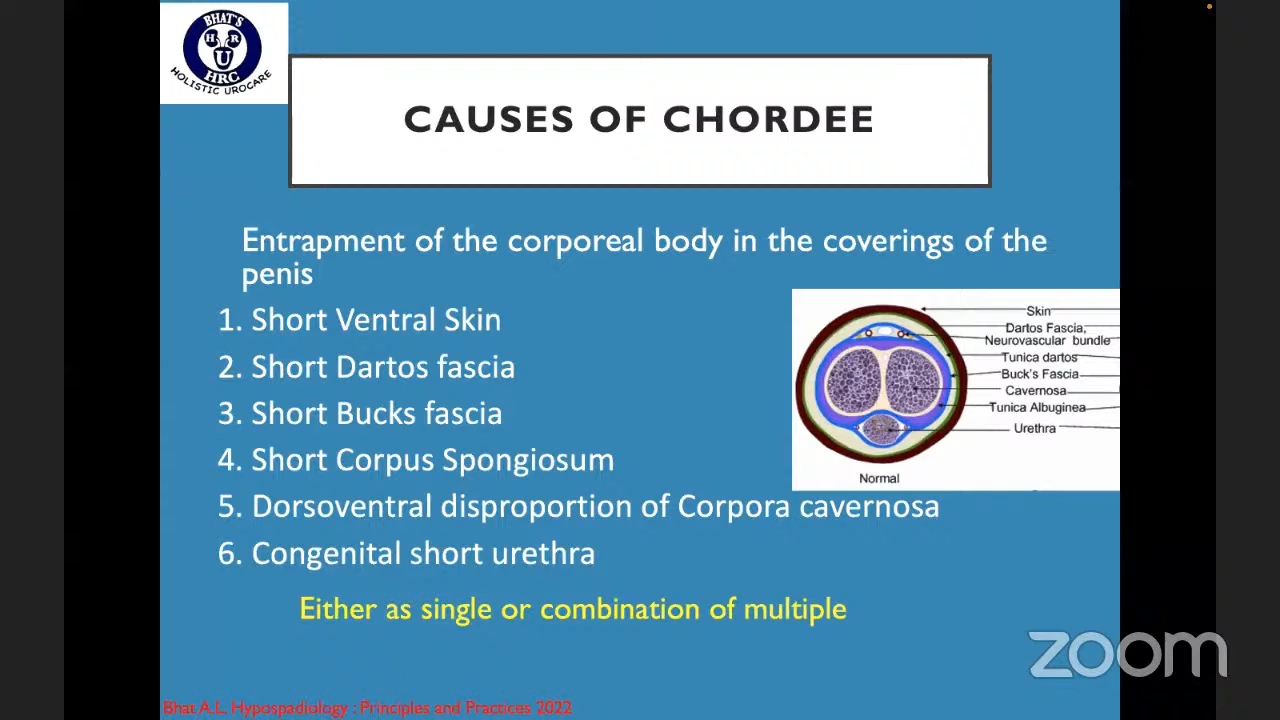 BHAT'S
H R
U
HRC
HOLISTIC UROCARE
CAUSES OF CHORDEE
Entrapment of the corporeal body in the coverings of the
penis
1. Short Ventral Skin
2. Short Dartos fascia
3. Short Bucks fascia
4. Short Corpus Spongiosum
5. Dorsoventral disproportion of Corpora cavernosa
6. Congenital short urethra
Either as single or combination of multiple
Skin
Dartos Fascia,
Neurovascular bundle
Tunica dartos
Buck's Fascia
Cavernosa
Tunica Albuginea
Urethra
Normal
zoom
Bhat A.L. Hypospadiology : Principles and Practices 2022